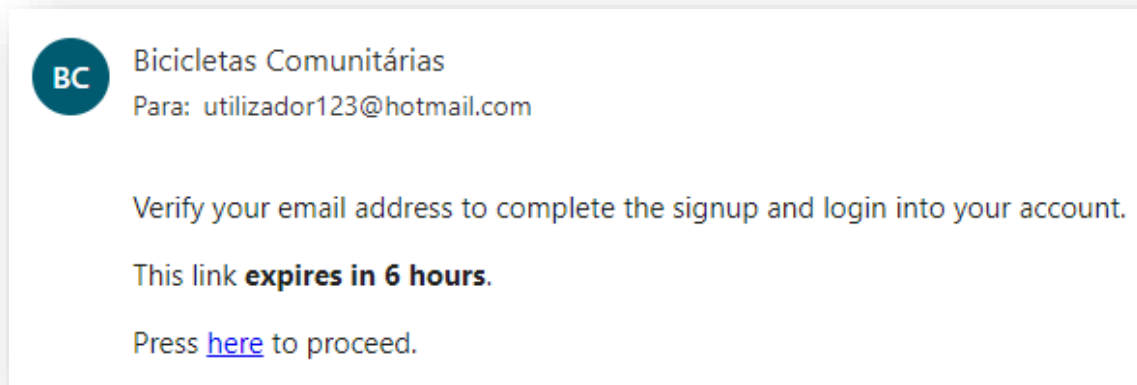 BC
Bicicletas Comunitárias
Para: utilizador123@hotmail.com
Verify your email address to complete the signup and login into your account.
This link expires in 6 hours.
Press here to proceed.